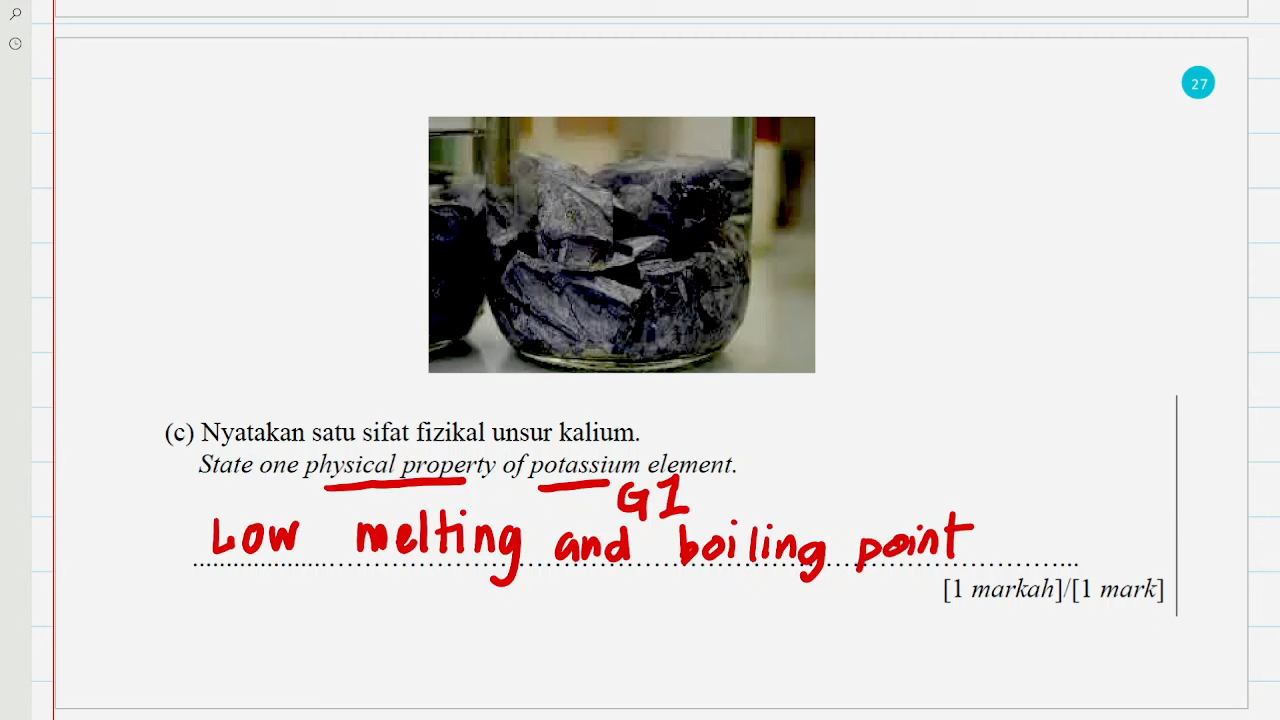 27
(c) Nyatakan satu sifat fizikal unsur kalium.
State one physical property of potassium element.
G1
Low melting and boiling point
[1 markah]/[1 mark]